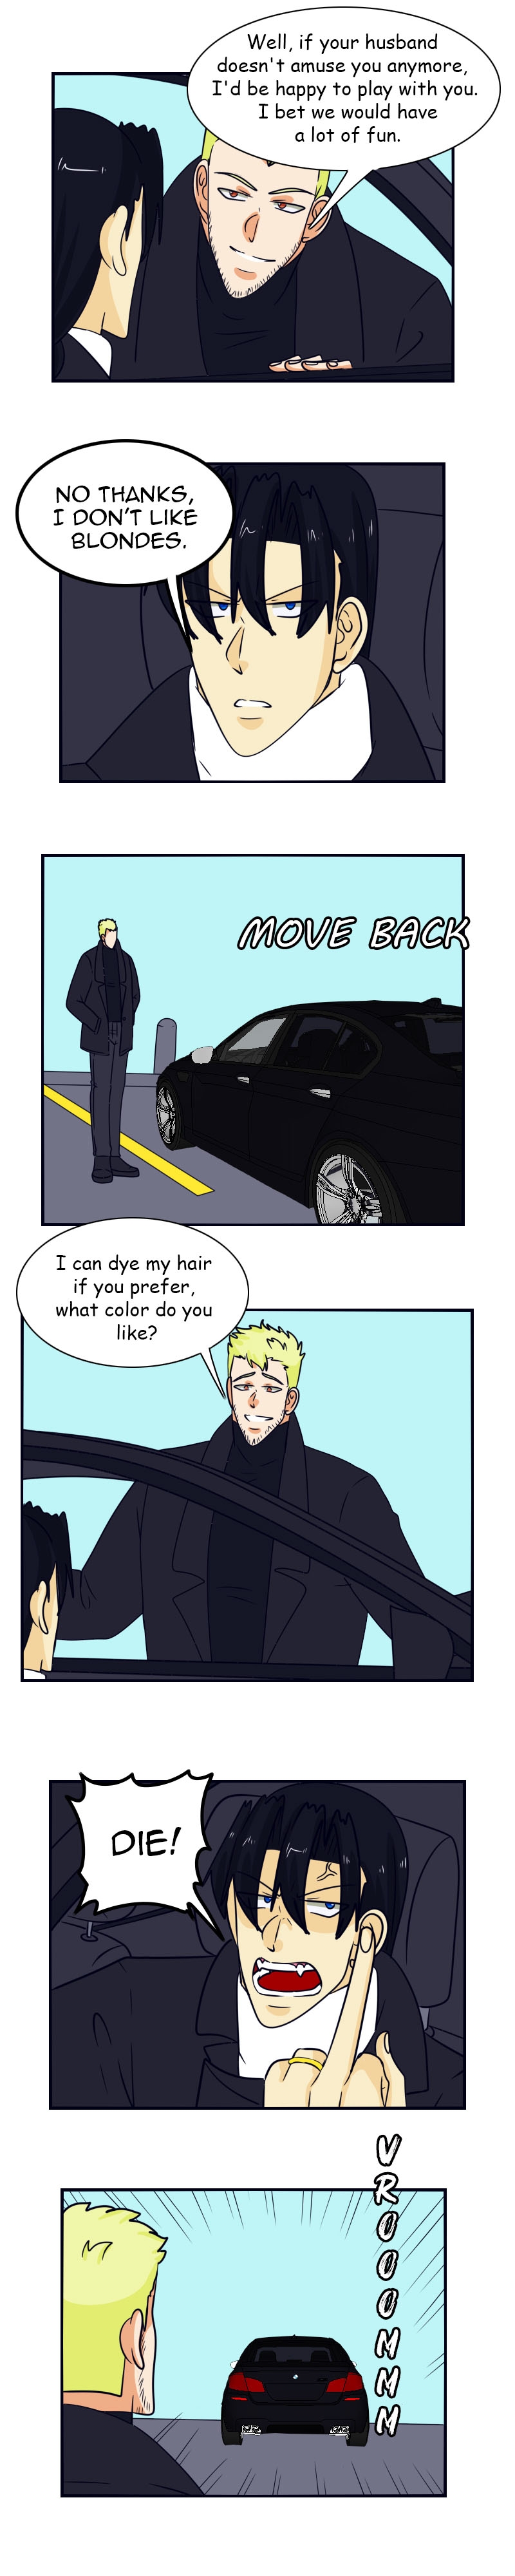 Well, if your husband
doesn't amuse you anymore,
I'd be happy to play with you.
I bet we would have
a lot of fun.
NO THANKS,
I DON'T LIKE
BLONDES.
MOVE BACK
I can dye my hair
if you prefer,
what color do you
like?
DIE!
VROOOMMM